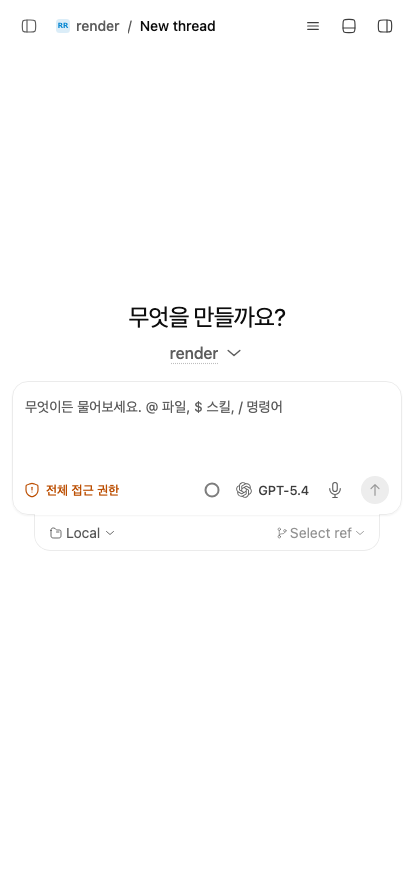 RR render / New thread
무엇을 만들까요?
render
무엇이든 물어보세요. @ 파일, $ 스킬, / 명령어
전체 접근 권한 GPT-5.4
Local Select ref